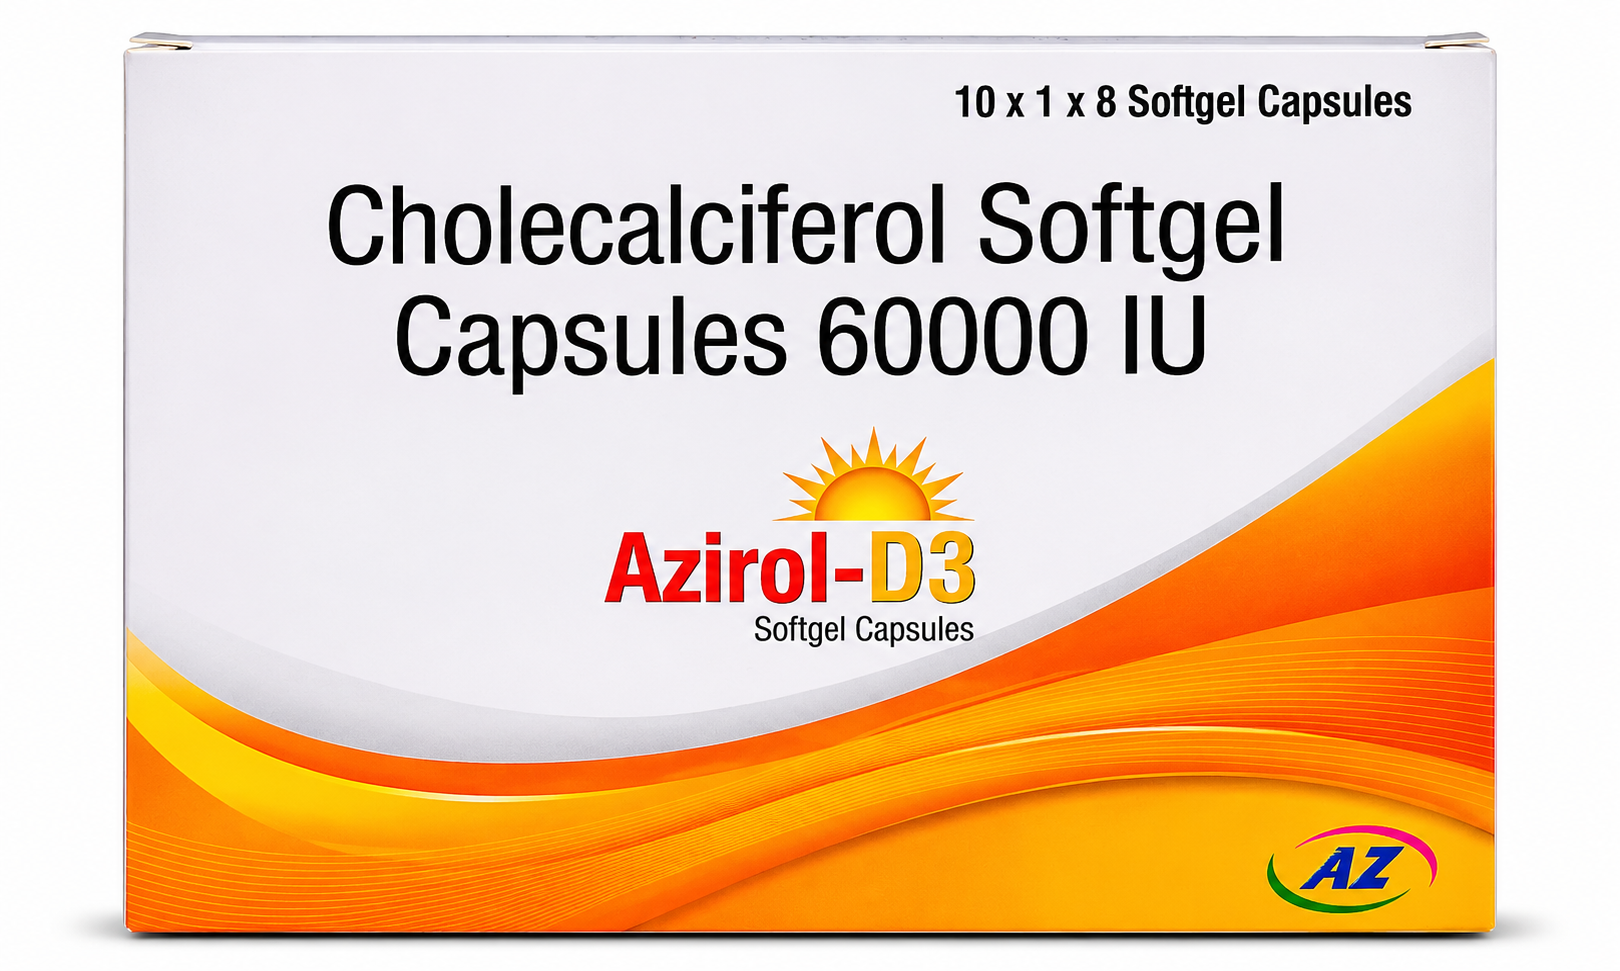 10 x 1 x 8 Softgel Capsules
Cholecalciferol Softgel
Capsules 60000 IU
Azirol-D3
Softgel Capsules
AZ